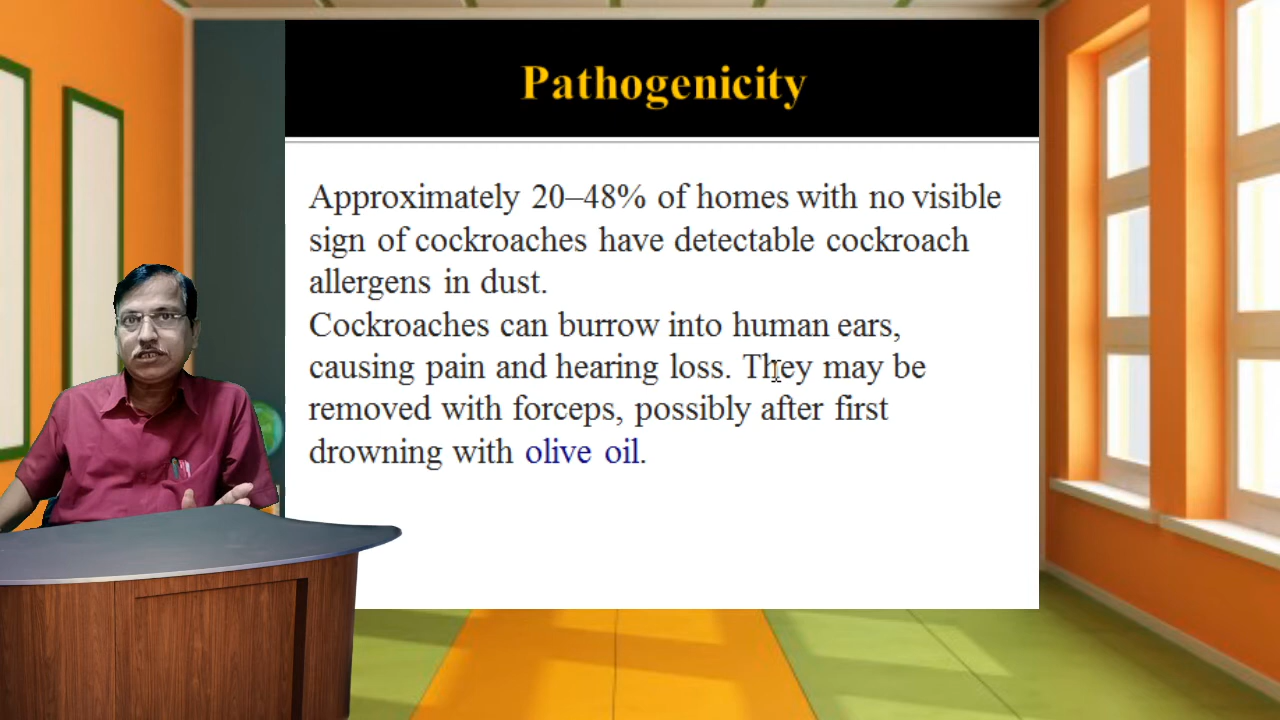 Pathogenicity
Approximately 20–48% of homes with no visible
sign of cockroaches have detectable cockroach
allergens in dust.
Cockroaches can burrow into human ears,
causing pain and hearing loss. They may be
removed with forceps, possibly after first
drowning with olive oil.